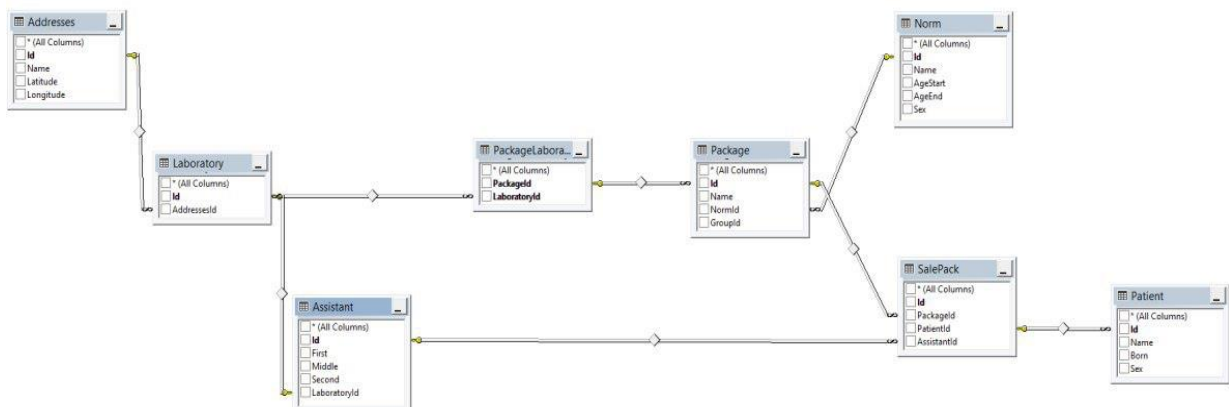 Addresses
* (All Columns)
Id
Name
Latitude
Longitude
Norm
* (All Columns)
Id
Name
AgeStart
AgeEnd
Sex
Laboratory
* (All Columns)
Id
AddressesId
PackageLabora...
* (All Columns)
PackageId
LaboratoryId
Package
* (All Columns)
Id
Name
NormId
GroupId
SalePack
* (All Columns)
Id
PackageId
PatientId
AssistantId
Patient
* (All Columns)
Id
Name
Born
Sex
Assistant
* (All Columns)
Id
First
Middle
Second
LaboratoryId